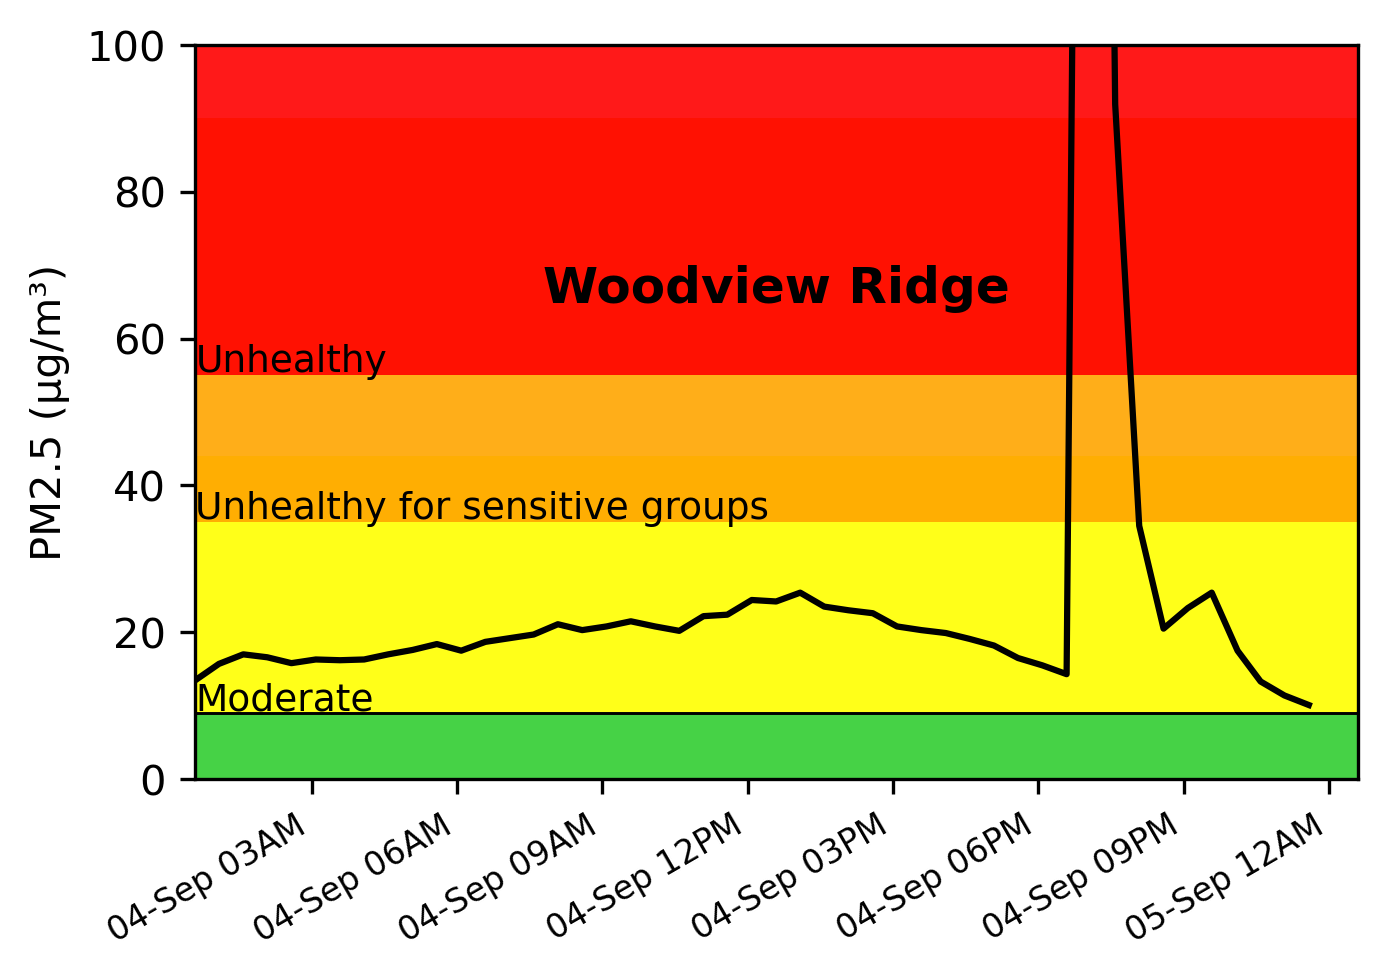 100
80
60
40
20
0
PM2.5 (µg/m³)
Woodview Ridge
Unhealthy
Unhealthy for sensitive groups
Moderate
04-Sep 03AM
04-Sep 06AM
04-Sep 09AM
04-Sep 12PM
04-Sep 03PM
04-Sep 06PM
04-Sep 09PM
05-Sep 12AM